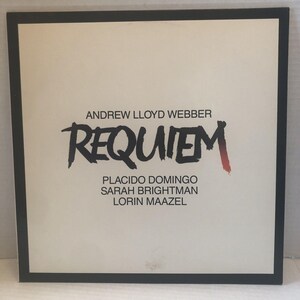 ANDREW LLOYD WEBBER
REQUIEM
PLACIDO DOMINGO
SARAH BRIGHTMAN
LORIN MAAZEL